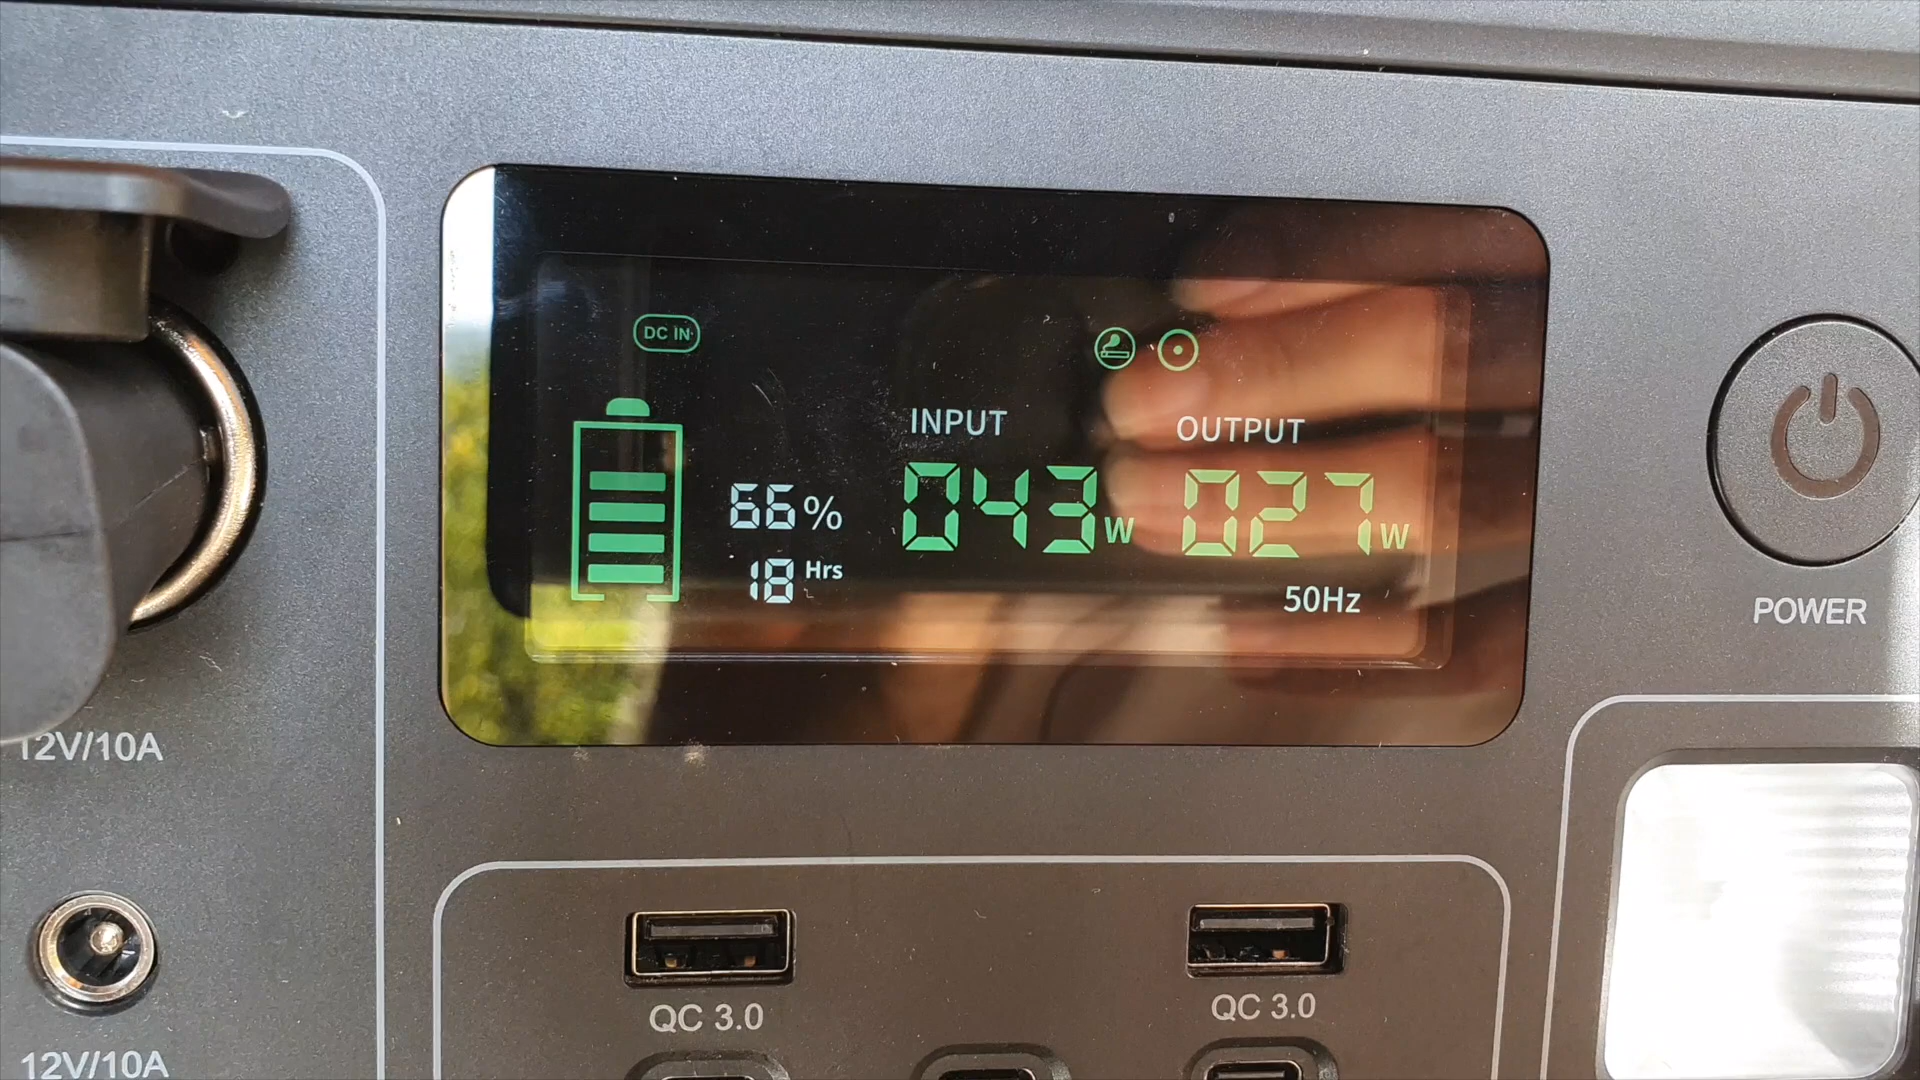 DC IN
INPUT
OUTPUT
66%
043W
027W
18 Hrs
50Hz
POWER
12V/10A
QC 3.0
QC 3.0
12V/10A